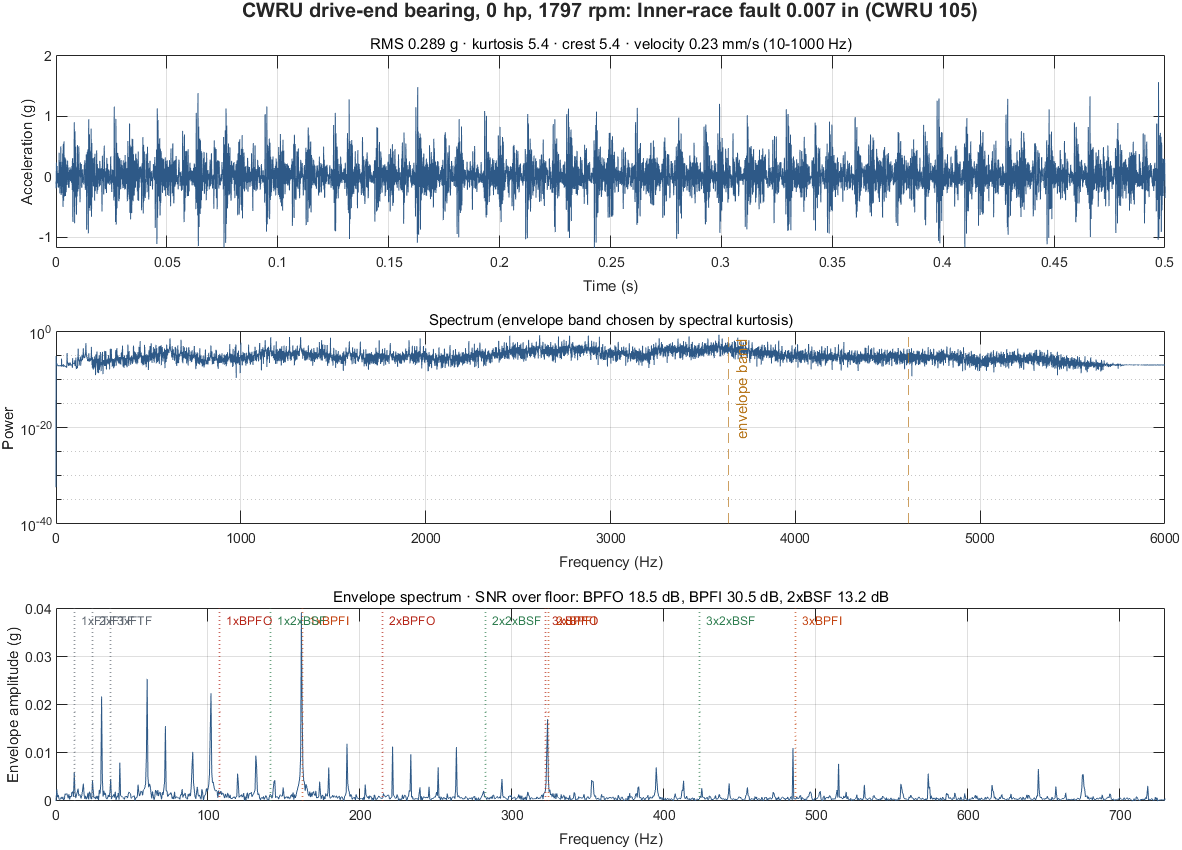 CWRU drive-end bearing, 0 hp, 1797 rpm: Inner-race fault 0.007 in (CWRU 105)
RMS 0.289 g · kurtosis 5.4 · crest 5.4 · velocity 0.23 mm/s (10-1000 Hz)
2
1
0
-1
Acceleration (g)
0 0.05 0.1 0.15 0.2 0.25 0.3 0.35 0.4 0.45 0.5
Time (s)
Spectrum (envelope band chosen by spectral kurtosis)
10^0
10^-20
10^-40
Power
envelope band
0 1000 2000 3000 4000 5000 6000
Frequency (Hz)
Envelope spectrum · SNR over floor: BPFO 18.5 dB, BPFI 30.5 dB, 2xBSF 13.2 dB
0.04
0.03
0.02
0.01
0
Envelope amplitude (g)
1xBPFO 2xBPFO 2x2xBSF 3x2xBSF 3xBPFI
0 100 200 300 400 500 600 700
Frequency (Hz)